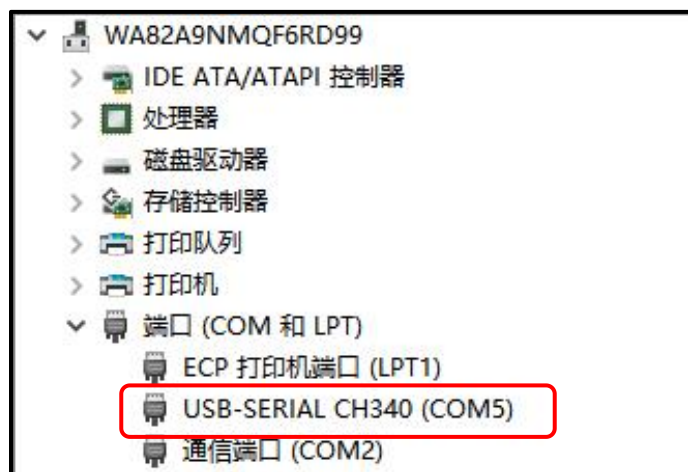 WA82A9NMQF6RD99
IDE ATA/ATAPI 控制器
处理器
磁盘驱动器
存储控制器
打印队列
打印机
端口 (COM 和 LPT)
ECP 打印机端口 (LPT1)
USB-SERIAL CH340 (COM5)
通信端口 (COM2)